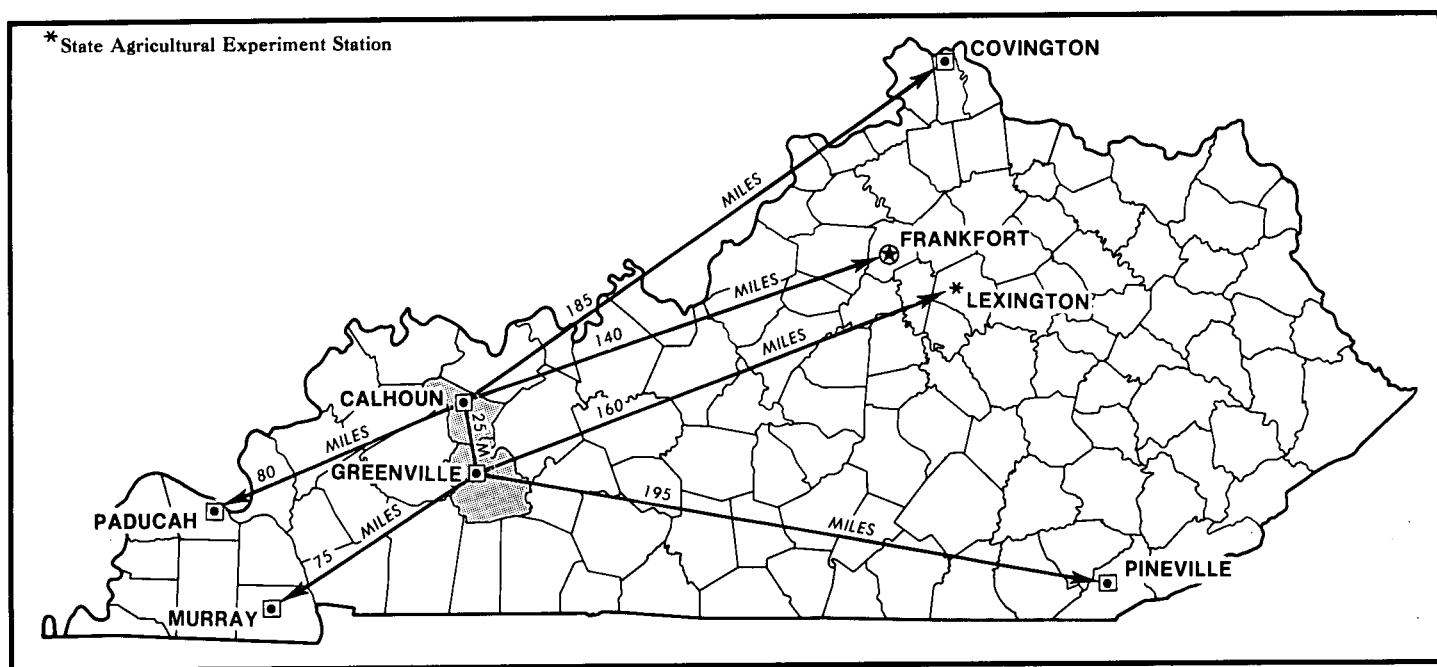 *State Agricultural Experiment Station
COVINGTON
MILES
185
FRANKFORT
MILES
140
LEXINGTON
MILES
160
CALHOUN
25 M
MILES
80
GREENVILLE
PADUCAH
MILES
75
195
MILES
MURRAY
PINEVILLE